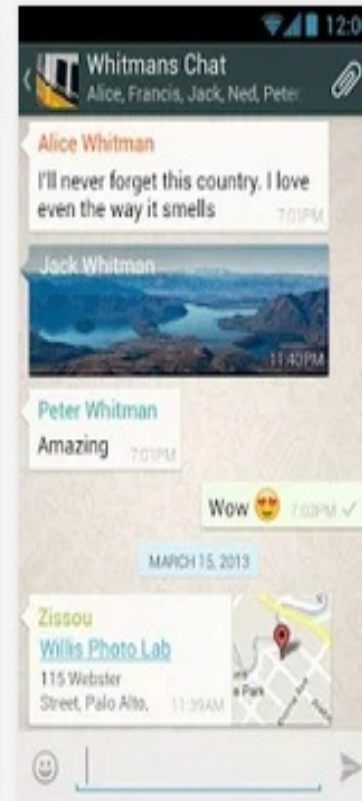 12:0
Whitmans Chat
Alice, Francis, Jack, Ned, Peter
Alice Whitman
I'll never forget this country. I love
even the way it smells
7:01PM
Jack Whitman
11:40PM
Peter Whitman
Amazing
7:01PM
Wow
7:03PM
MARCH 15, 2013
Zissou
Willis Photo Lab
115 Webster
Street, Palo Alto,
11:39AM
Park